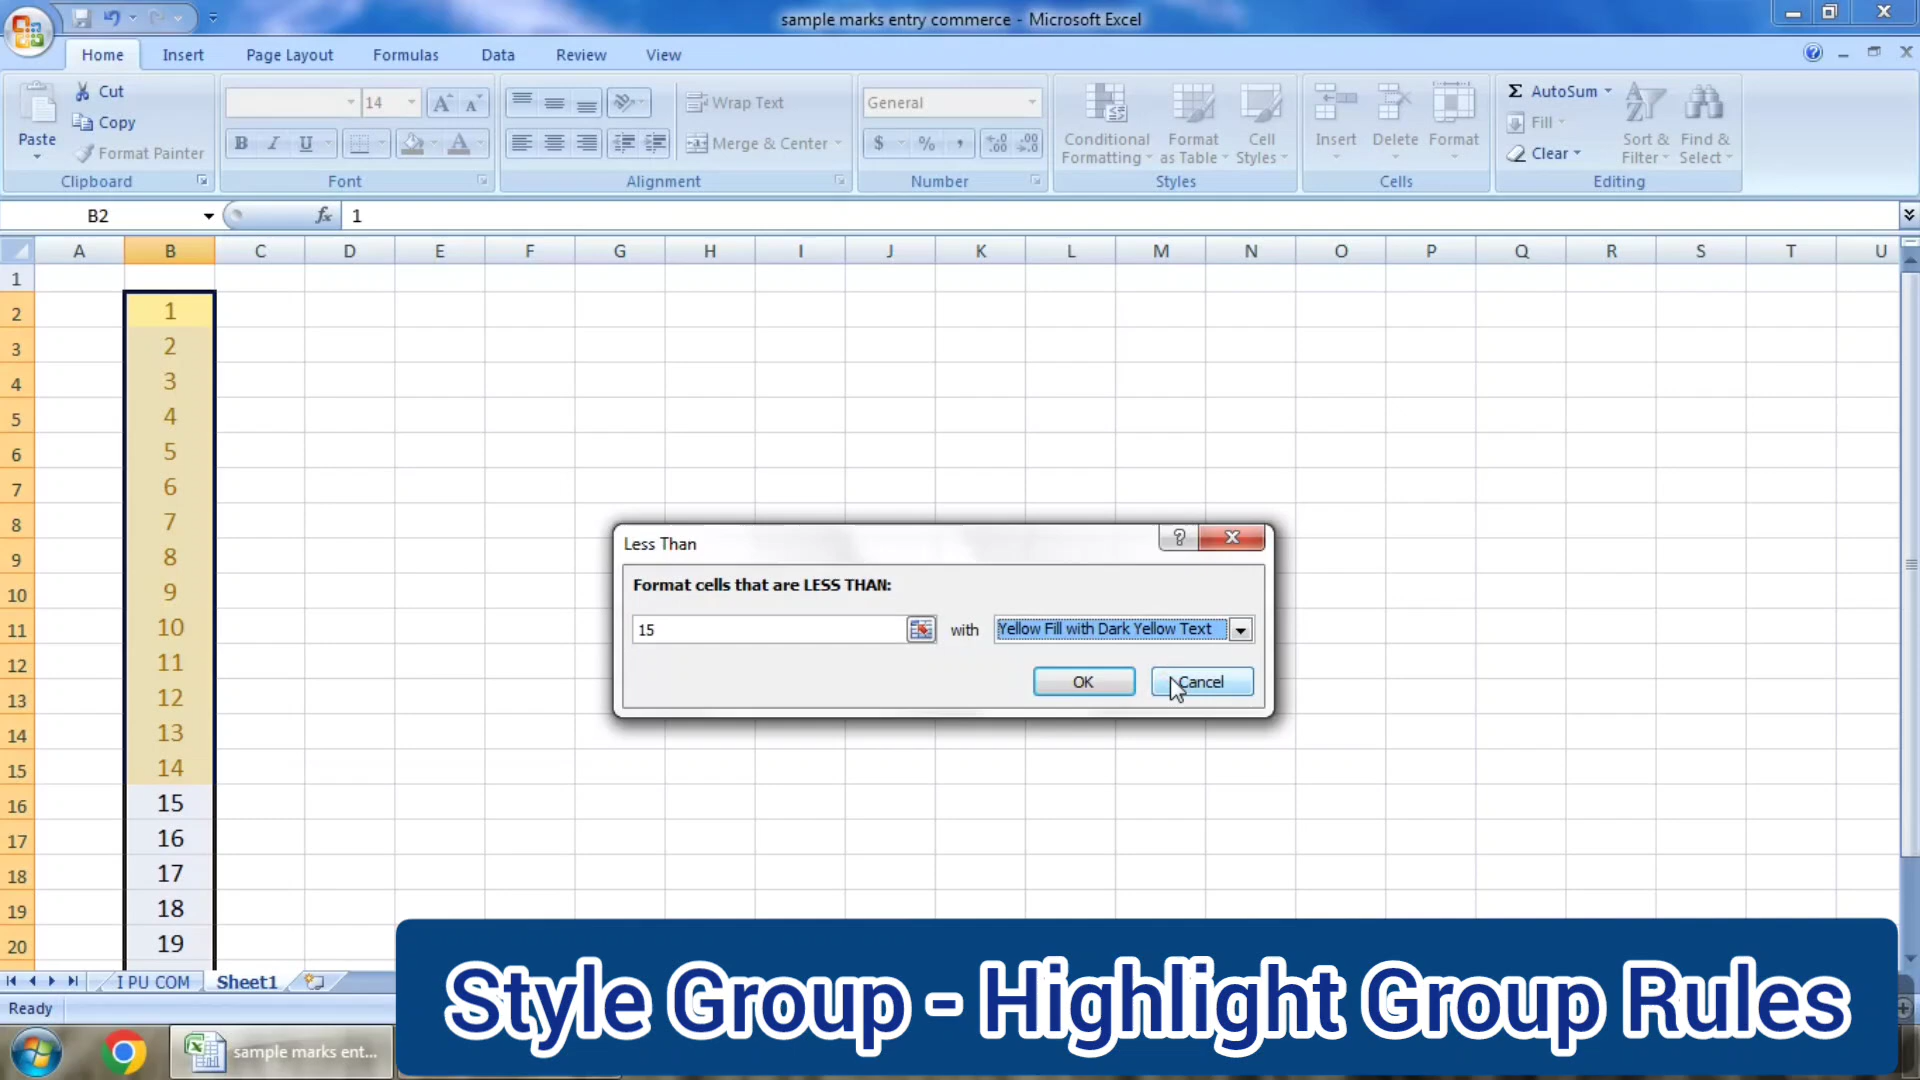 sample marks entry commerce - Microsoft Excel
Home Insert Page Layout Formulas Data Review View
Paste
Cut
Copy
Format Painter
Clipboard
14
A A
B I U
A
Font
Wrap Text
Merge & Center
Alignment
General
$ % ,
Number
Conditional Formatting
Format as Table
Cell Styles
Styles
Insert Delete Format
Cells
Σ AutoSum
Fill
Clear
Sort & Filter
Find & Select
Editing
B2 fx 1
A B C D E F G H I J K L M N O P Q R S T U
1
2 1
3 2
4 3
5 4
6 5
7 6
8 7
9 8
10 9
11 10
12 11
13 12
14 13
15 14
16 15
17 16
18 17
19 18
20 19
Less Than
Format cells that are LESS THAN:
15 with Yellow Fill with Dark Yellow Text
OK Cancel
I PU COM Sheet1
Ready
Style Group - Highlight Group Rules
sample marks ent...